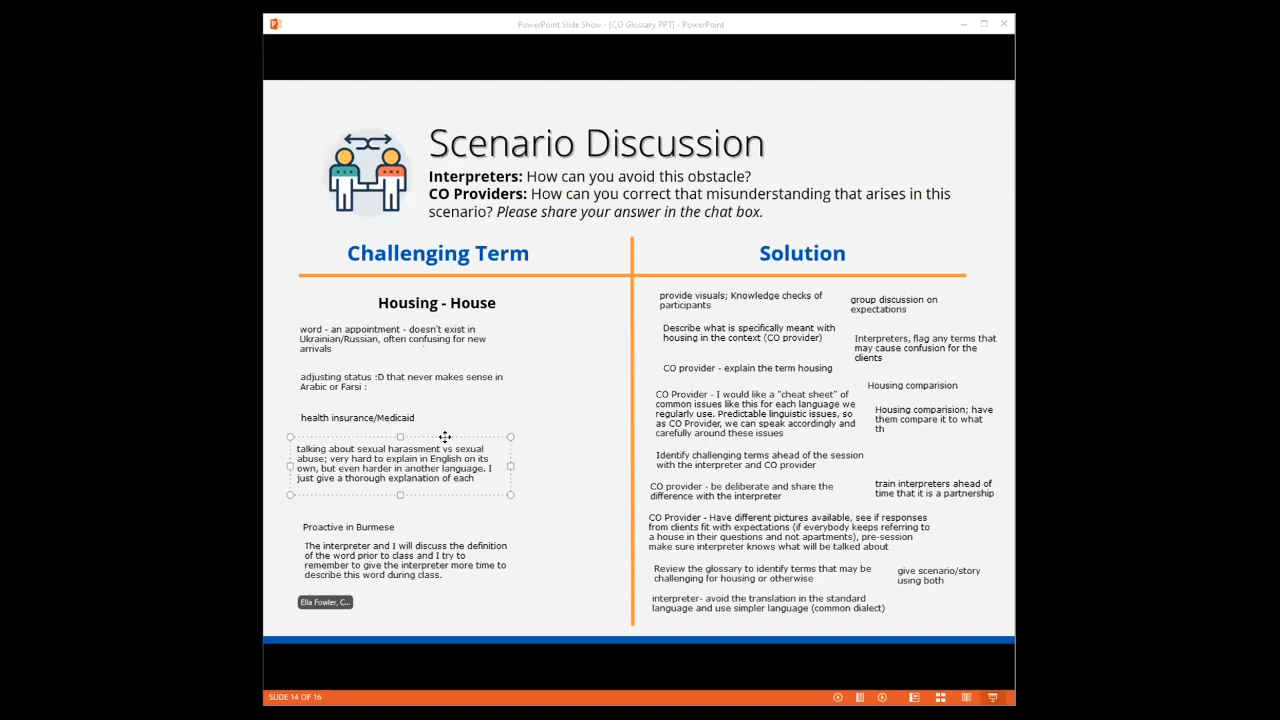 PowerPoint Slide Show - [CO Glossary PPT] - PowerPoint
Scenario Discussion
Interpreters: How can you avoid this obstacle?
CO Providers: How can you correct that misunderstanding that arises in this
scenario? Please share your answer in the chat box.
Challenging Term
Housing - House
word - an appointment - doesn't exist in
Ukrainian/Russian, often confusing for new
arrivals
adjusting status :D that never makes sense in
Arabic or Farsi :
health insurance/Medicaid
talking about sexual harassment vs sexual
abuse; very hard to explain in English on its
own, but even harder in another language. I
just give a thorough explanation of each
Proactive in Burmese
The interpreter and I will discuss the definition
of the word prior to class and I try to
remember to give the interpreter more time to
describe this word during class.
Ella Fowler, C...
Solution
provide visuals; Knowledge checks of
participants
group discussion on
expectations
Describe what is specifically meant with
housing in the context (CO provider)
Interpreters, flag any terms that
may cause confusion for the
clients
CO provider - explain the term housing
Housing comparision
CO Provider - I would like a "cheat sheet" of
common issues like this for each language we
regularly use. Predictable linguistic issues, so
as CO Provider, we can speak accordingly and
carefully around these issues
Housing comparision; have
them compare it to what
th
Identify challenging terms ahead of the session
with the interpreter and CO provider
CO provider - be deliberate and share the
difference with the interpreter
train interpreters ahead of
time that it is a partnership
CO Provider - Have different pictures available, see if responses
from clients fit with expectations (if everybody keeps referring to
a house in their questions and not apartments), pre-session
make sure interpreter knows what will be talked about
Review the glossary to identify terms that may be
challenging for housing or otherwise
give scenario/story
using both
interpreter- avoid the translation in the standard
language and use simpler language (common dialect)
SLIDE 14 OF 16